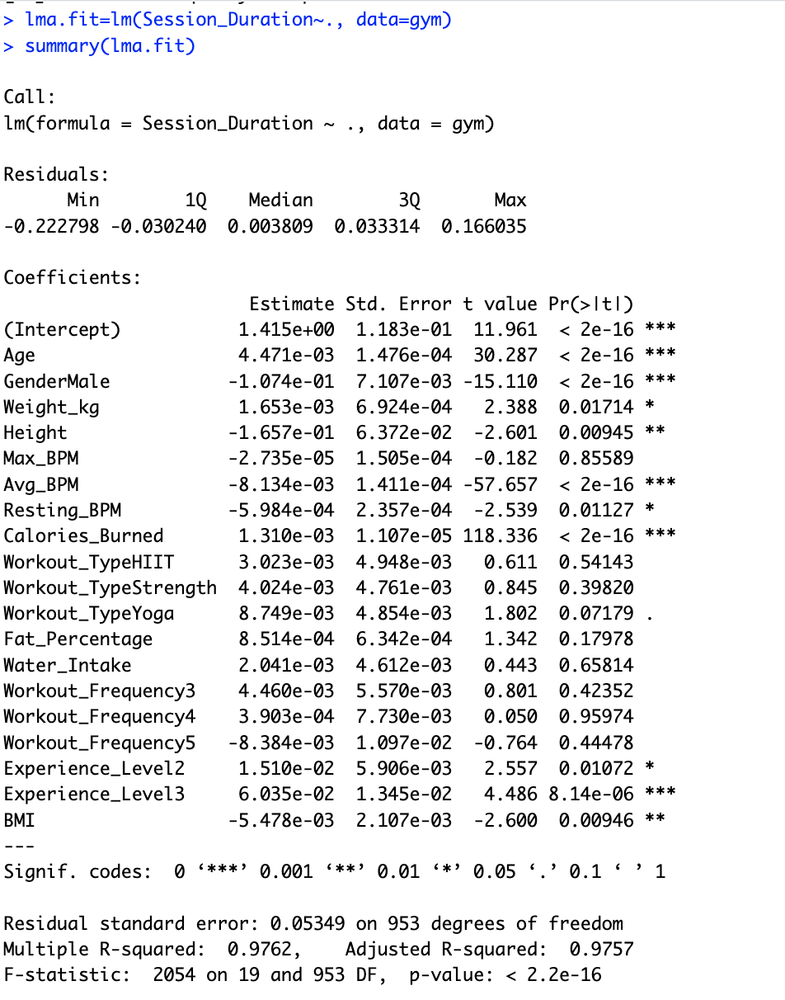 > lma.fit=lm(Session_Duration~., data=gym)
> summary(lma.fit)
Call:
lm(formula = Session_Duration ~ ., data = gym)
Residuals:
      Min        1Q    Median        3Q       Max
-0.222798 -0.030240  0.003809  0.033314  0.166035
Coefficients:
                      Estimate Std. Error t value Pr(>|t|)
(Intercept)          1.415e+00  1.183e-01  11.961  < 2e-16 ***
Age                  4.471e-03  1.476e-04  30.287  < 2e-16 ***
GenderMale          -1.074e-01  7.107e-03 -15.110  < 2e-16 ***
Weight_kg            1.653e-03  6.924e-04   2.388  0.01714 *
Height              -1.657e-01  6.372e-02  -2.601  0.00945 **
Max_BPM             -2.735e-05  1.505e-04  -0.182  0.85589
Avg_BPM             -8.134e-03  1.411e-04 -57.657  < 2e-16 ***
Resting_BPM         -5.984e-04  2.357e-04  -2.539  0.01127 *
Calories_Burned      1.310e-03  1.107e-05 118.336  < 2e-16 ***
Workout_TypeHIIT     3.023e-03  4.948e-03   0.611  0.54143
Workout_TypeStrength 4.024e-03  4.761e-03   0.845  0.39820
Workout_TypeYoga     8.749e-03  4.854e-03   1.802  0.07179 .
Fat_Percentage       8.514e-04  6.342e-04   1.342  0.17978
Water_Intake         2.041e-03  4.612e-03   0.443  0.65814
Workout_Frequency3   4.460e-03  5.570e-03   0.801  0.42352
Workout_Frequency4   3.903e-04  7.730e-03   0.050  0.95974
Workout_Frequency5  -8.384e-03  1.097e-02  -0.764  0.44478
Experience_Level2    1.510e-02  5.906e-03   2.557  0.01072 *
Experience_Level3    6.035e-02  1.345e-02   4.486 8.14e-06 ***
BMI                 -5.478e-03  2.107e-03  -2.600  0.00946 **
---
Signif. codes:  0 ‘***’ 0.001 ‘**’ 0.01 ‘*’ 0.05 ‘.’ 0.1 ‘ ’ 1
Residual standard error: 0.05349 on 953 degrees of freedom
Multiple R-squared:  0.9762,	Adjusted R-squared:  0.9757
F-statistic:  2054 on 19 and 953 DF,  p-value: < 2.2e-16